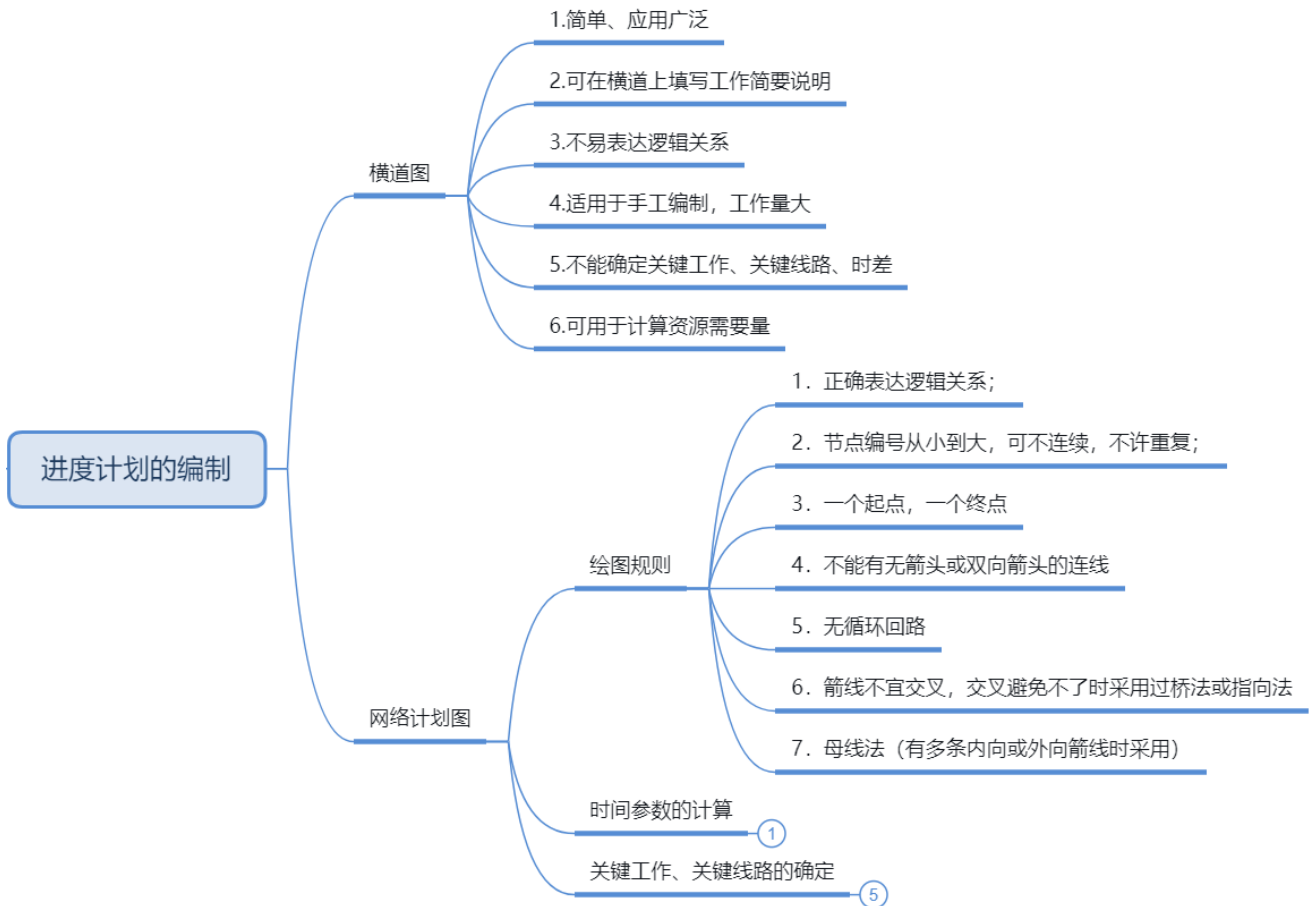 进度计划的编制
横道图
1.简单、应用广泛
2.可在横道上填写工作简要说明
3.不易表达逻辑关系
4.适用于手工编制，工作量大
5.不能确定关键工作、关键线路、时差
6.可用于计算资源需要量
网络计划图
绘图规则
1．正确表达逻辑关系；
2．节点编号从小到大，可不连续，不许重复；
3．一个起点，一个终点
4．不能有无箭头或双向箭头的连线
5．无循环回路
6．箭线不宜交叉，交叉避免不了时采用过桥法或指向法
7．母线法（有多条内向或外向箭线时采用）
时间参数的计算
1
关键工作、关键线路的确定
5